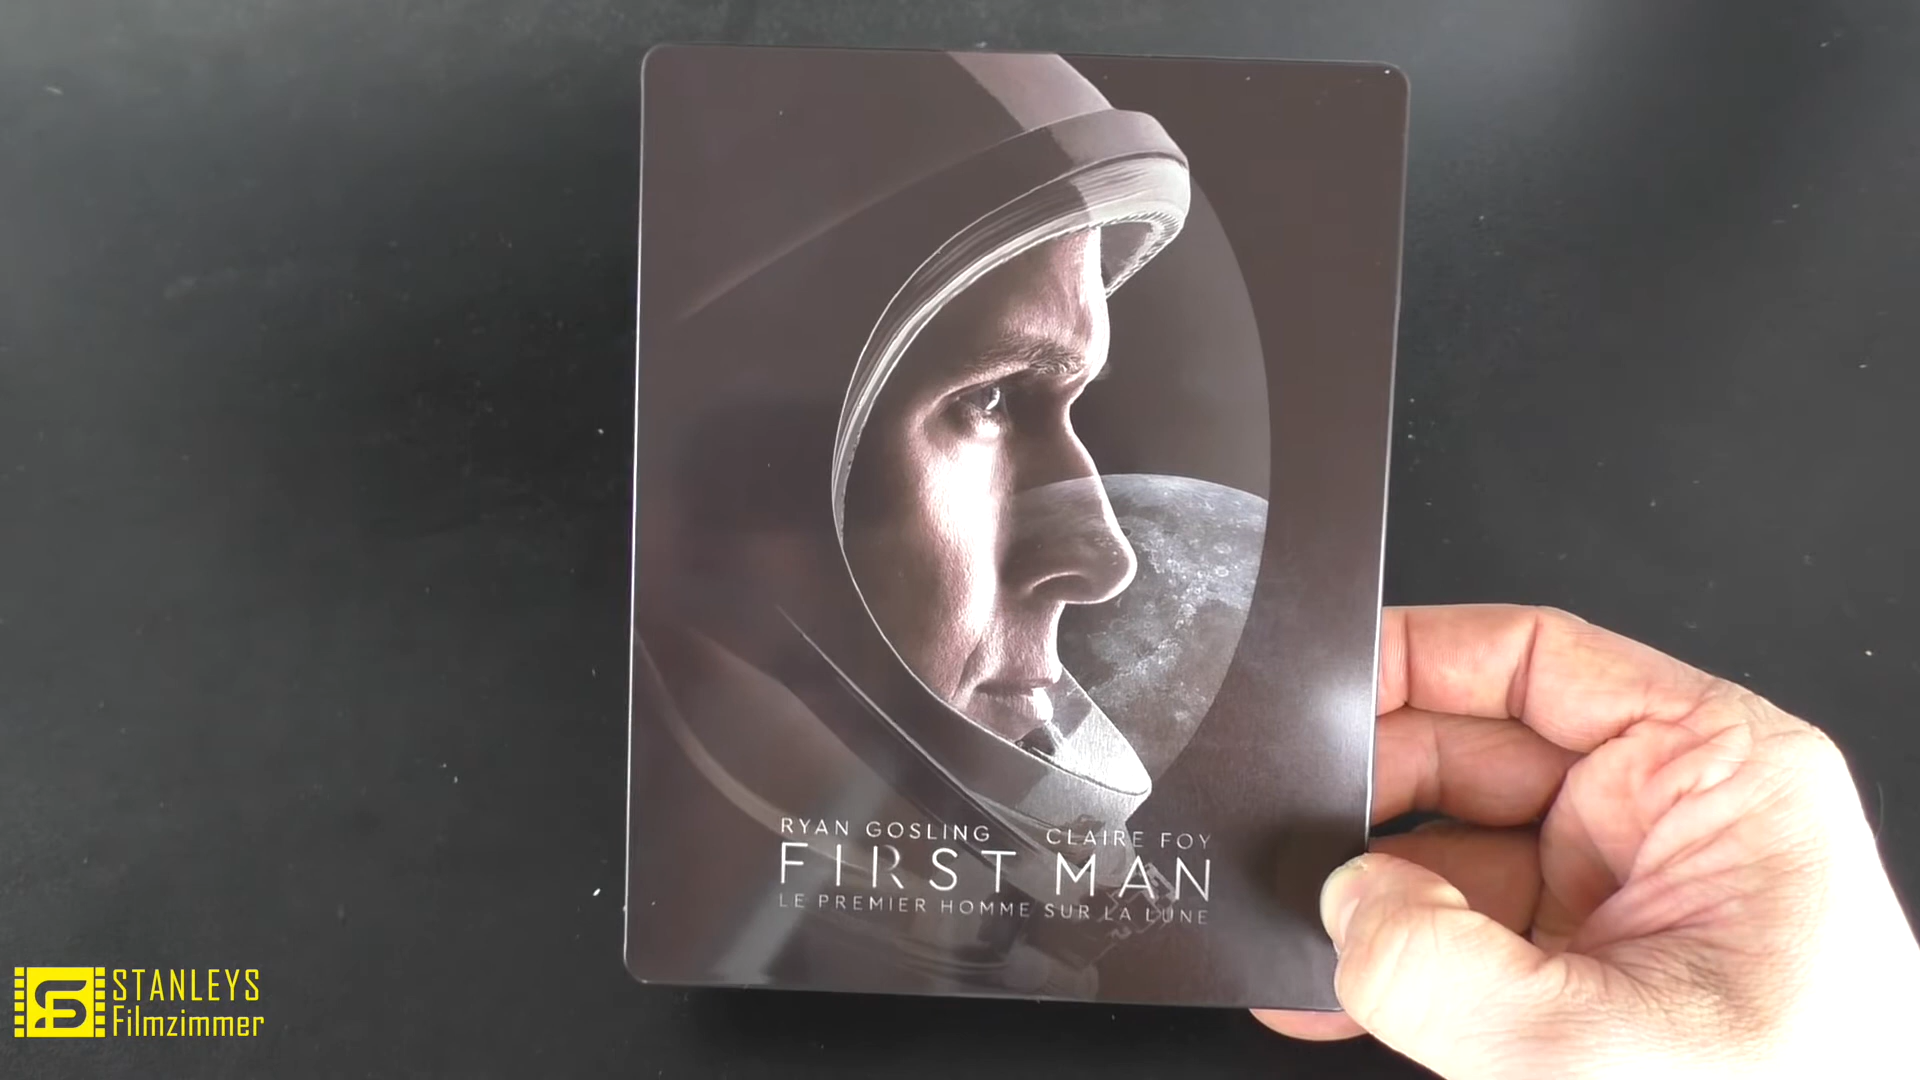 RYAN GOSLING CLAIRE FOY
FIRST MAN
LE PREMIER HOMME SUR LA LUNE
STANLEYS
Filmzimmer